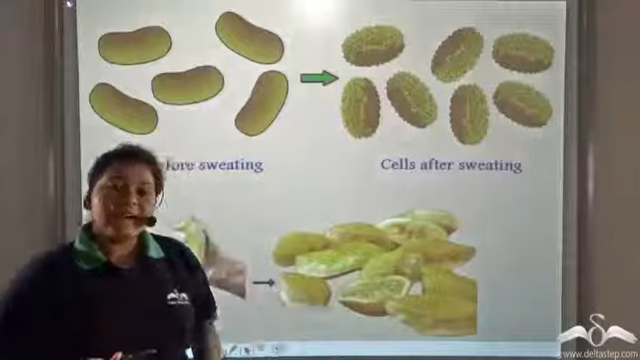 fore sweating
Cells after sweating
www.deltastep.com